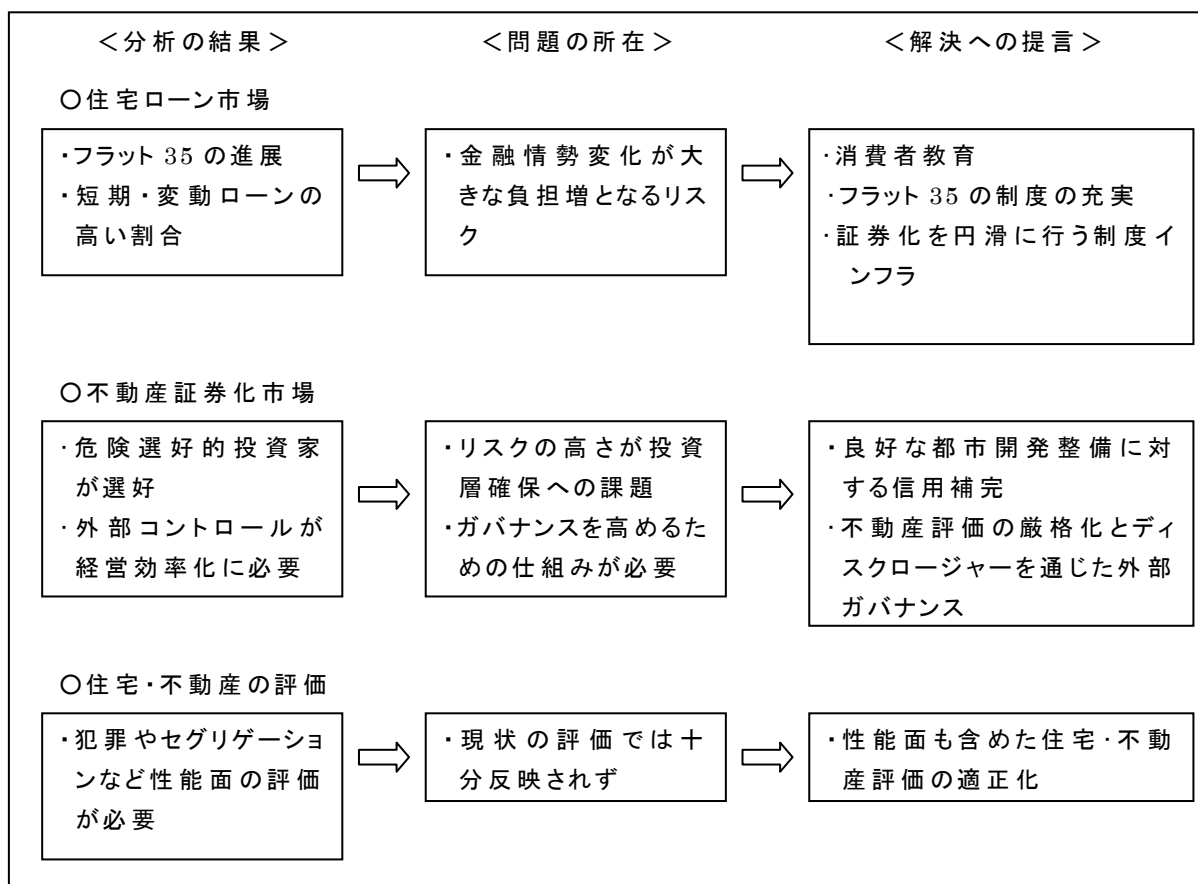 <分析の結果> <問題の所在> <解決への提言>
〇住宅ローン市場
・フラット 35 の進展
・短期・変動ローンの
高い割合
・金融情勢変化が大
きな負担増となるリス
ク
・消費者教育
・フラット 35 の制度の充実
・証券化を円滑に行う制度イ
ンフラ
〇不動産証券化市場
・危険選好的投資家
が選好
・外部コントロールが
経営効率化に必要
・リスクの高さが投資
層確保への課題
・ガバナンスを高めるた
めの仕組みが必要
・良好な都市開発整備に対
する信用補完
・不動産評価の厳格化とディ
スクロージャーを通じた外部
ガバナンス
〇住宅・不動産の評価
・犯罪やセグリゲーショ
ンなど性能面の評価
が必要
・現状の評価では十
分反映されず
・性能面も含めた住宅・不動
産評価の適正化